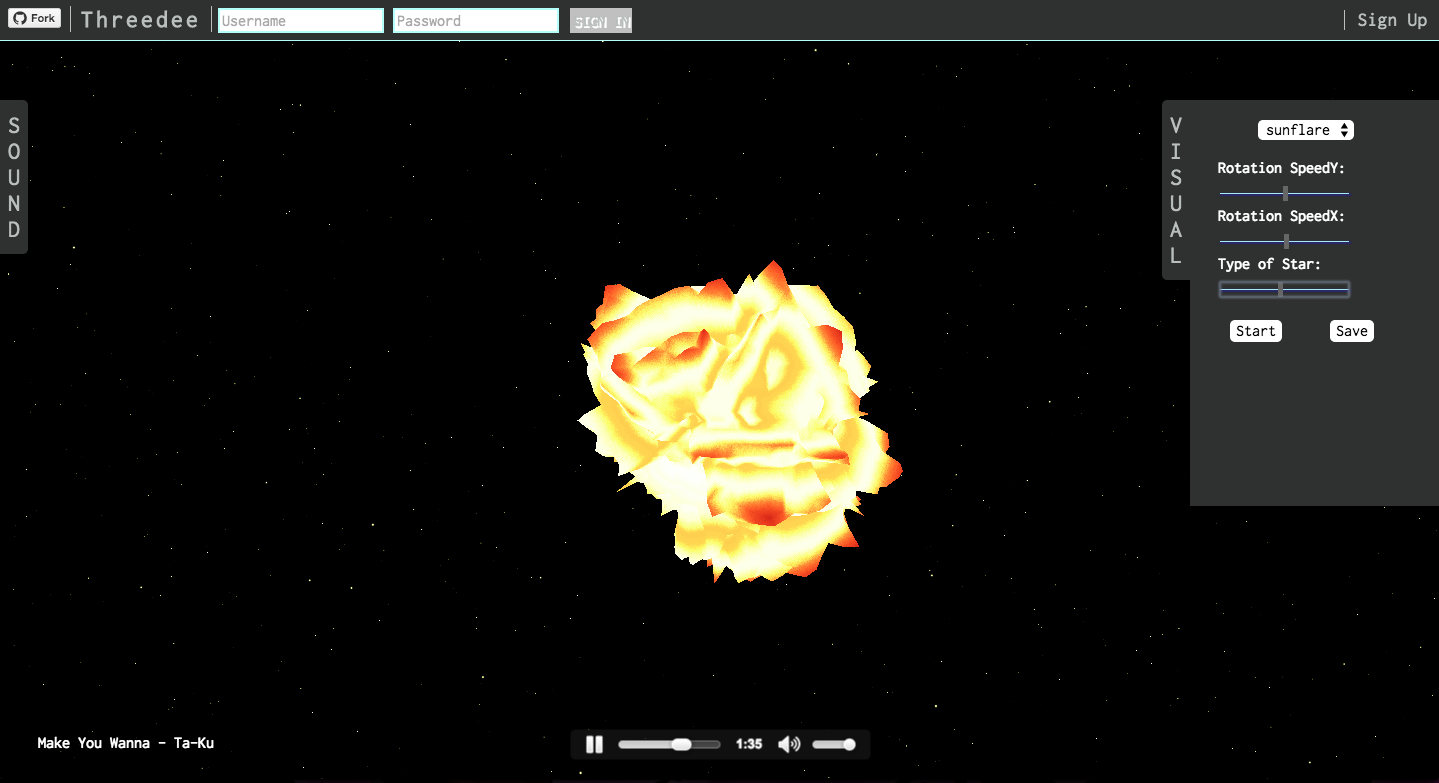 Fork
Threedee
Username
Password
SIGN IN
Sign Up
SOUND
VISUAL
sunflare
Rotation SpeedY:
Rotation SpeedX:
Type of Star:
Start
Save
Make You Wanna - Ta-Ku
1:35